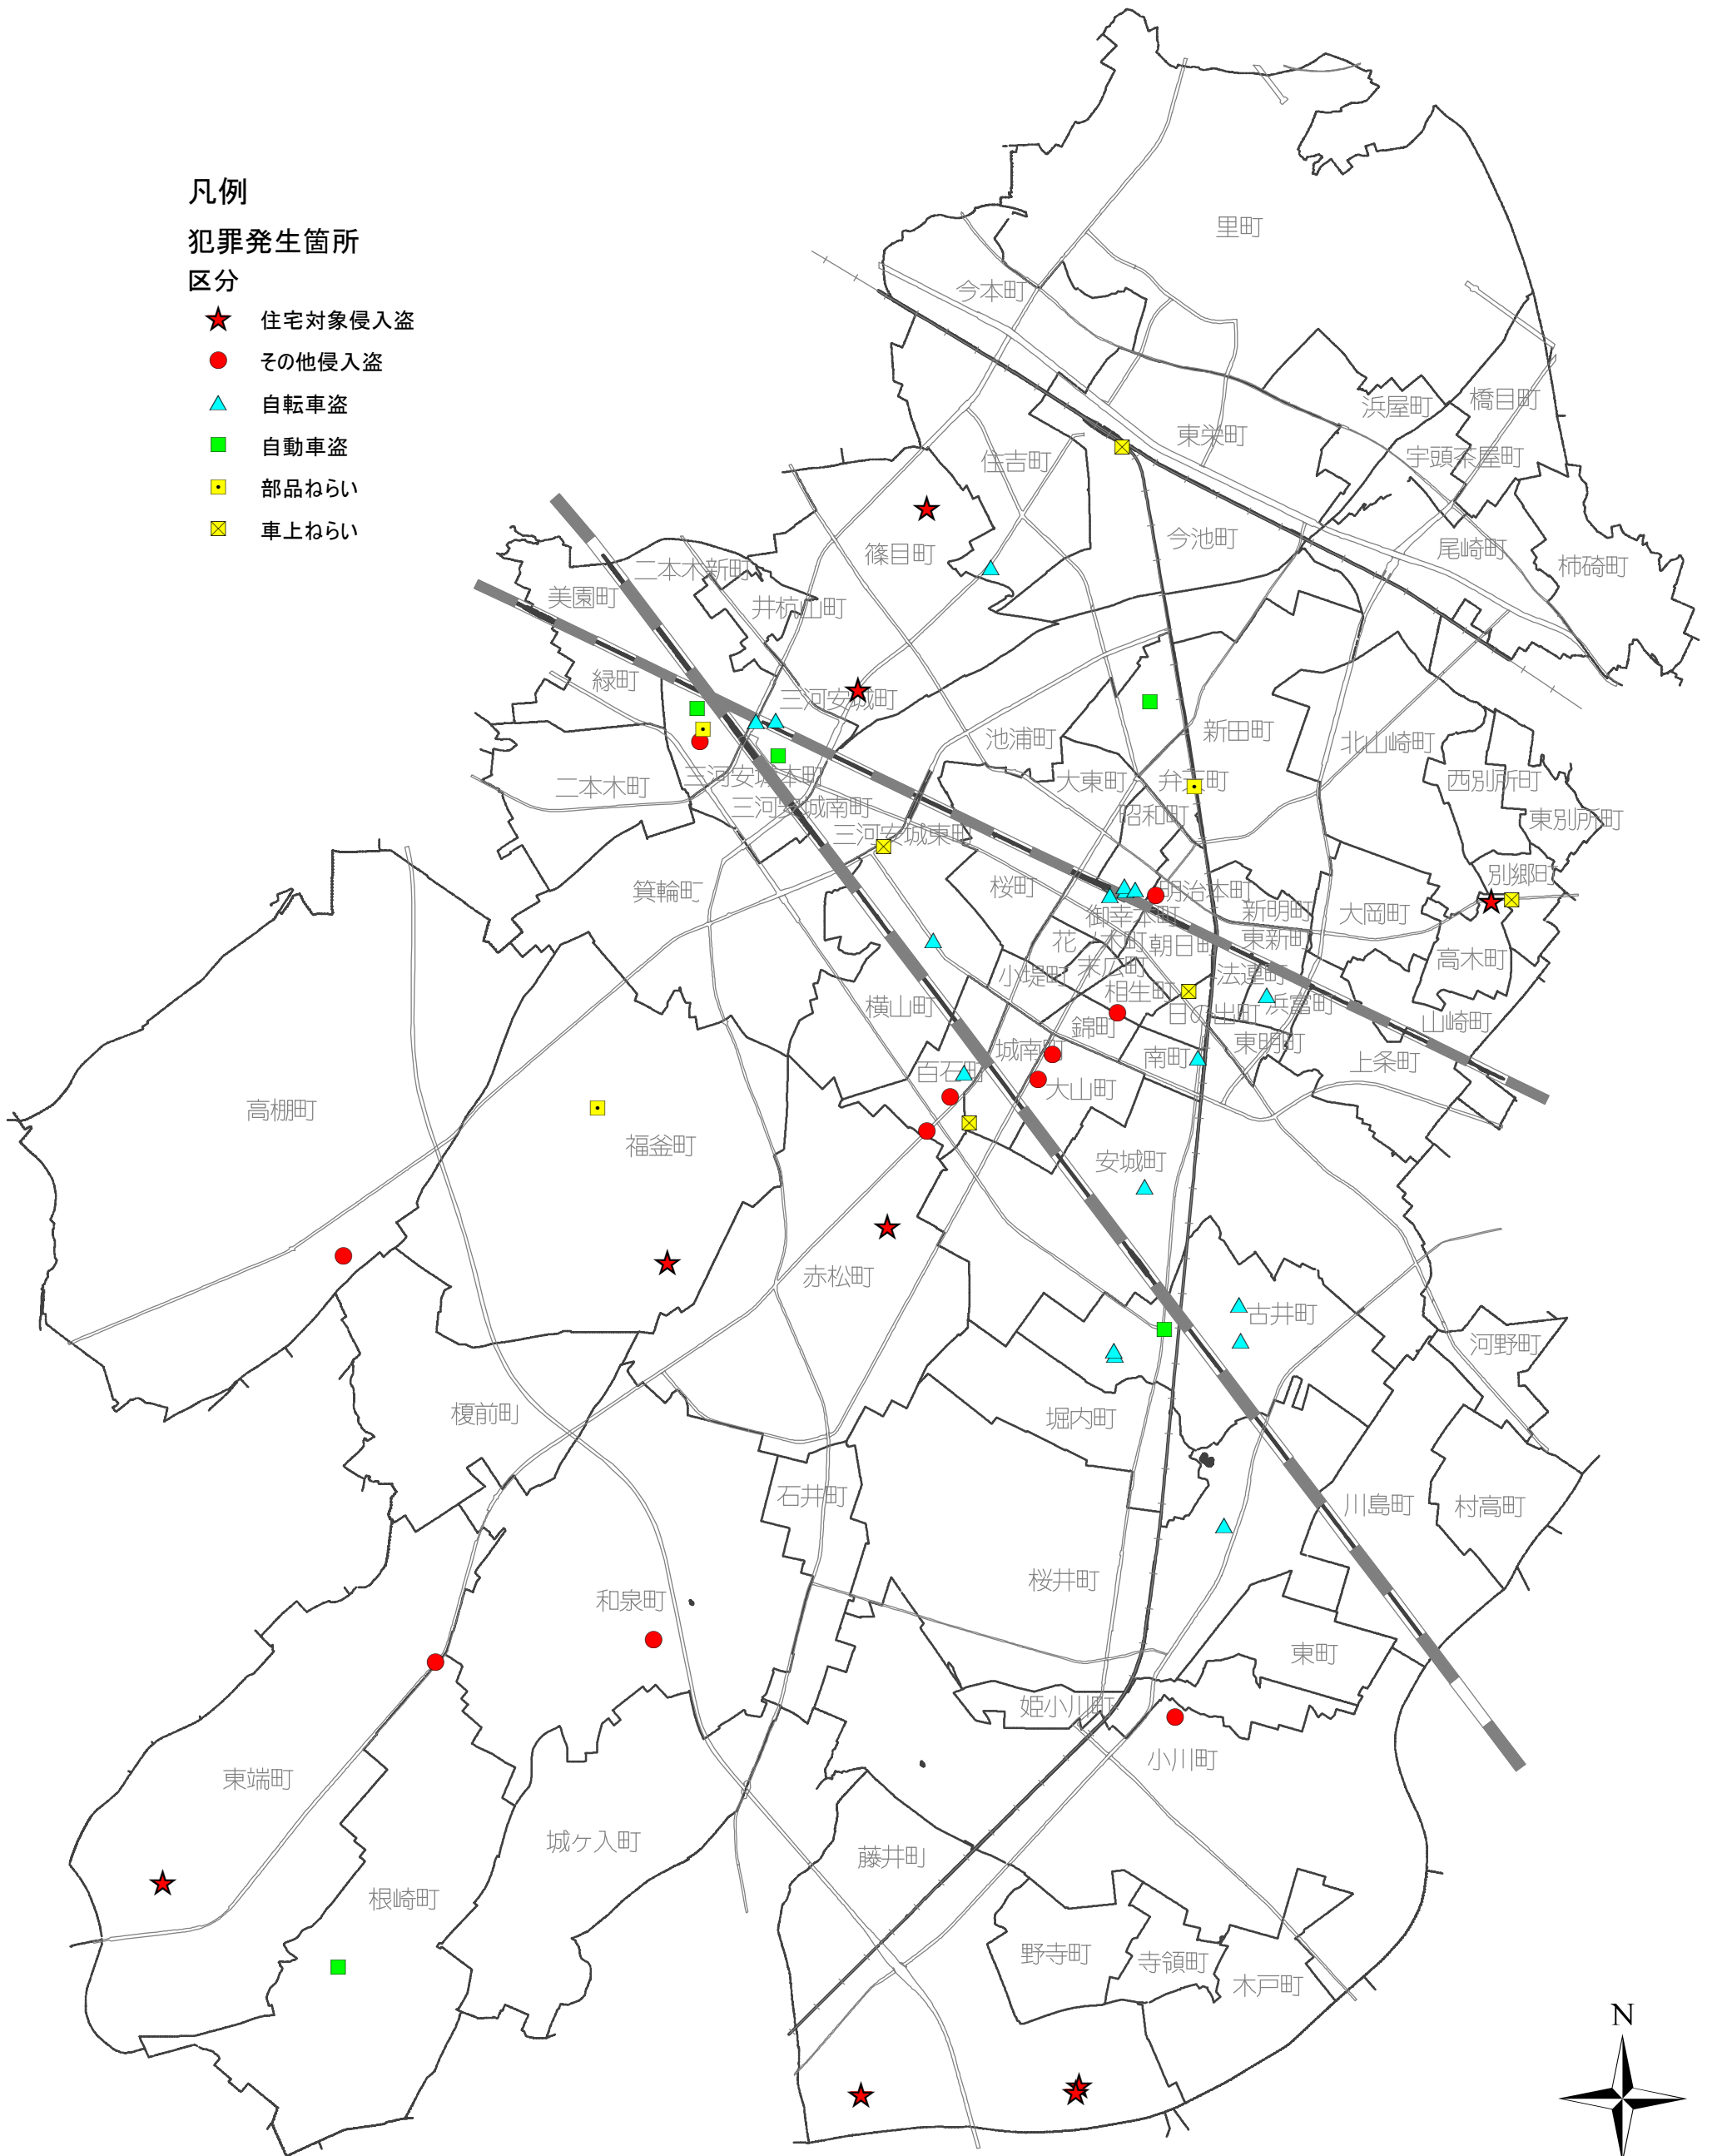 凡例
犯罪発生箇所
区分
住宅対象侵入盗
その他侵入盗
自転車盗
自動車盗
部品ねらい
車上ねらい
里町
今本町
浜屋町
橋目町
東栄町
宇頭茶屋町
住吉町
今池町
尾崎町
柿碕町
篠目町
二本木新町
美園町
井杭山町
緑町
三河安城町
池浦町
新田町
北山崎町
大東町
弁天町
西別所町
二本木町
三河安城本町
三河安城南町
昭和町
東別所町
三河安城東町
箕輪町
桜町
明治本町
別郷町
御幸本町
新明町
大岡町
花ノ木町
朝日町
東新町
末広町
高木町
小堤町
法連町
相生町
浜富町
横山町
日の出町
山崎町
錦町
城南町
東明町
南町
上条町
百石町
大山町
高棚町
福釜町
安城町
赤松町
古井町
河野町
榎前町
堀内町
石井町
川島町
村高町
桜井町
和泉町
東町
姫小川町
小川町
東端町
城ヶ入町
藤井町
根崎町
野寺町
寺領町
木戸町
N